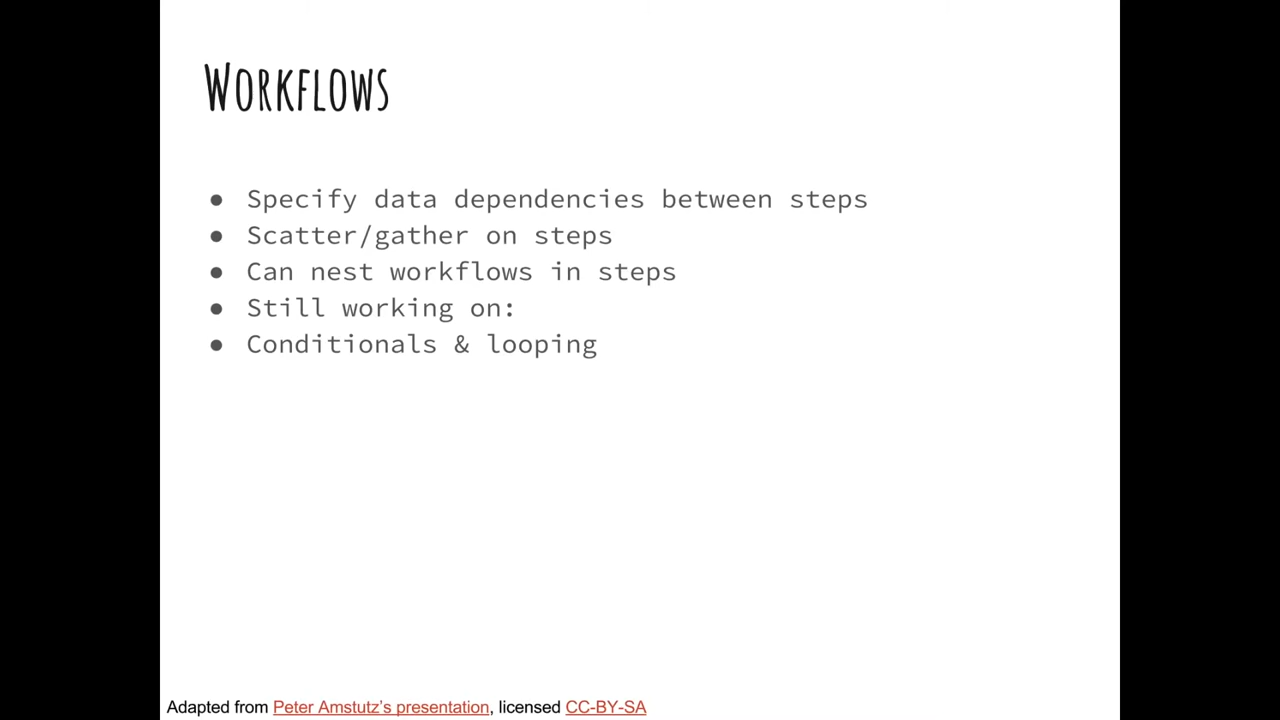 Workflows
● Specify data dependencies between steps
● Scatter/gather on steps
● Can nest workflows in steps
● Still working on:
● Conditionals & looping
Adapted from Peter Amstutz's presentation, licensed CC-BY-SA